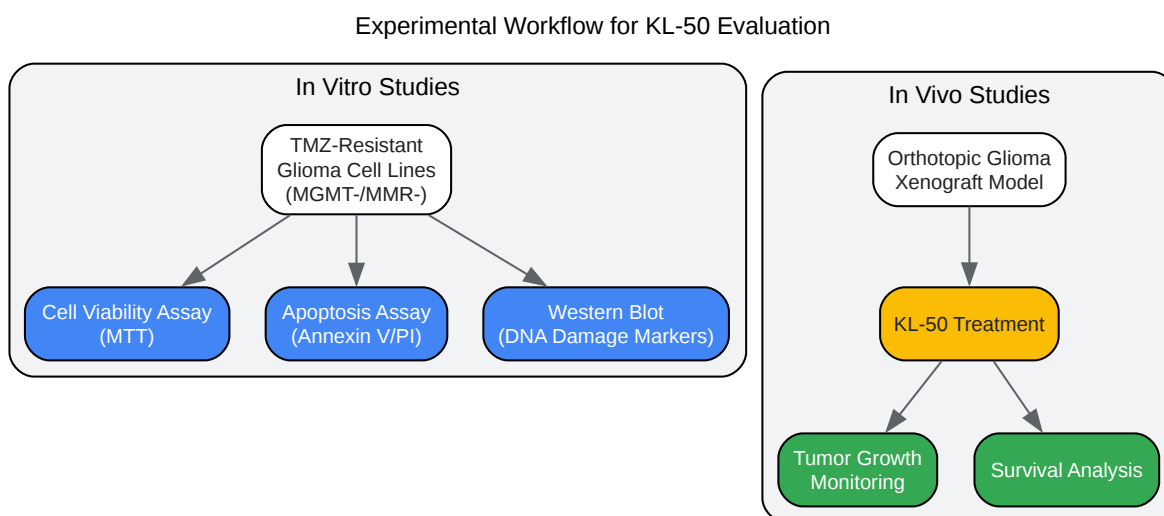 Experimental Workflow for KL-50 Evaluation
In Vitro Studies
TMZ-Resistant
Glioma Cell Lines
(MGMT-/MMR-)
Cell Viability Assay
(MTT)
Apoptosis Assay
(Annexin V/PI)
Western Blot
(DNA Damage Markers)
In Vivo Studies
Orthotopic Glioma
Xenograft Model
KL-50 Treatment
Tumor Growth
Monitoring
Survival Analysis